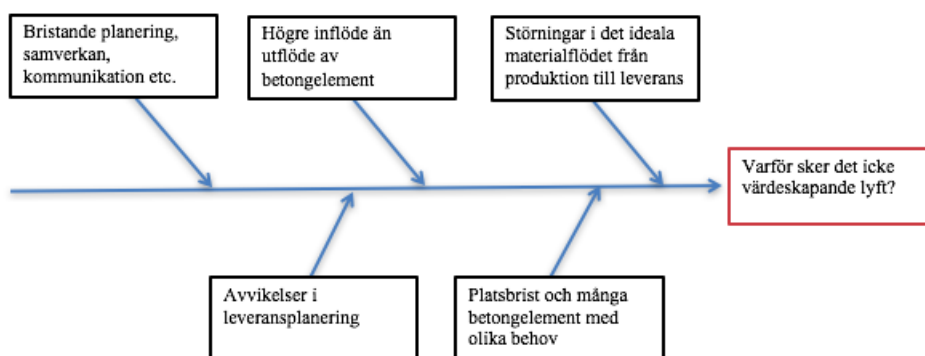 Bristande planering,
samverkan,
kommunikation etc.
Högre inflöde än
utflöde av
betongelement
Störningar i det ideala
materialflödet från
produktion till leverans
Varför sker det icke
värdeskapande lyft?
Avvikelser i
leveransplanering
Platsbrist och många
betongelement med
olika behov